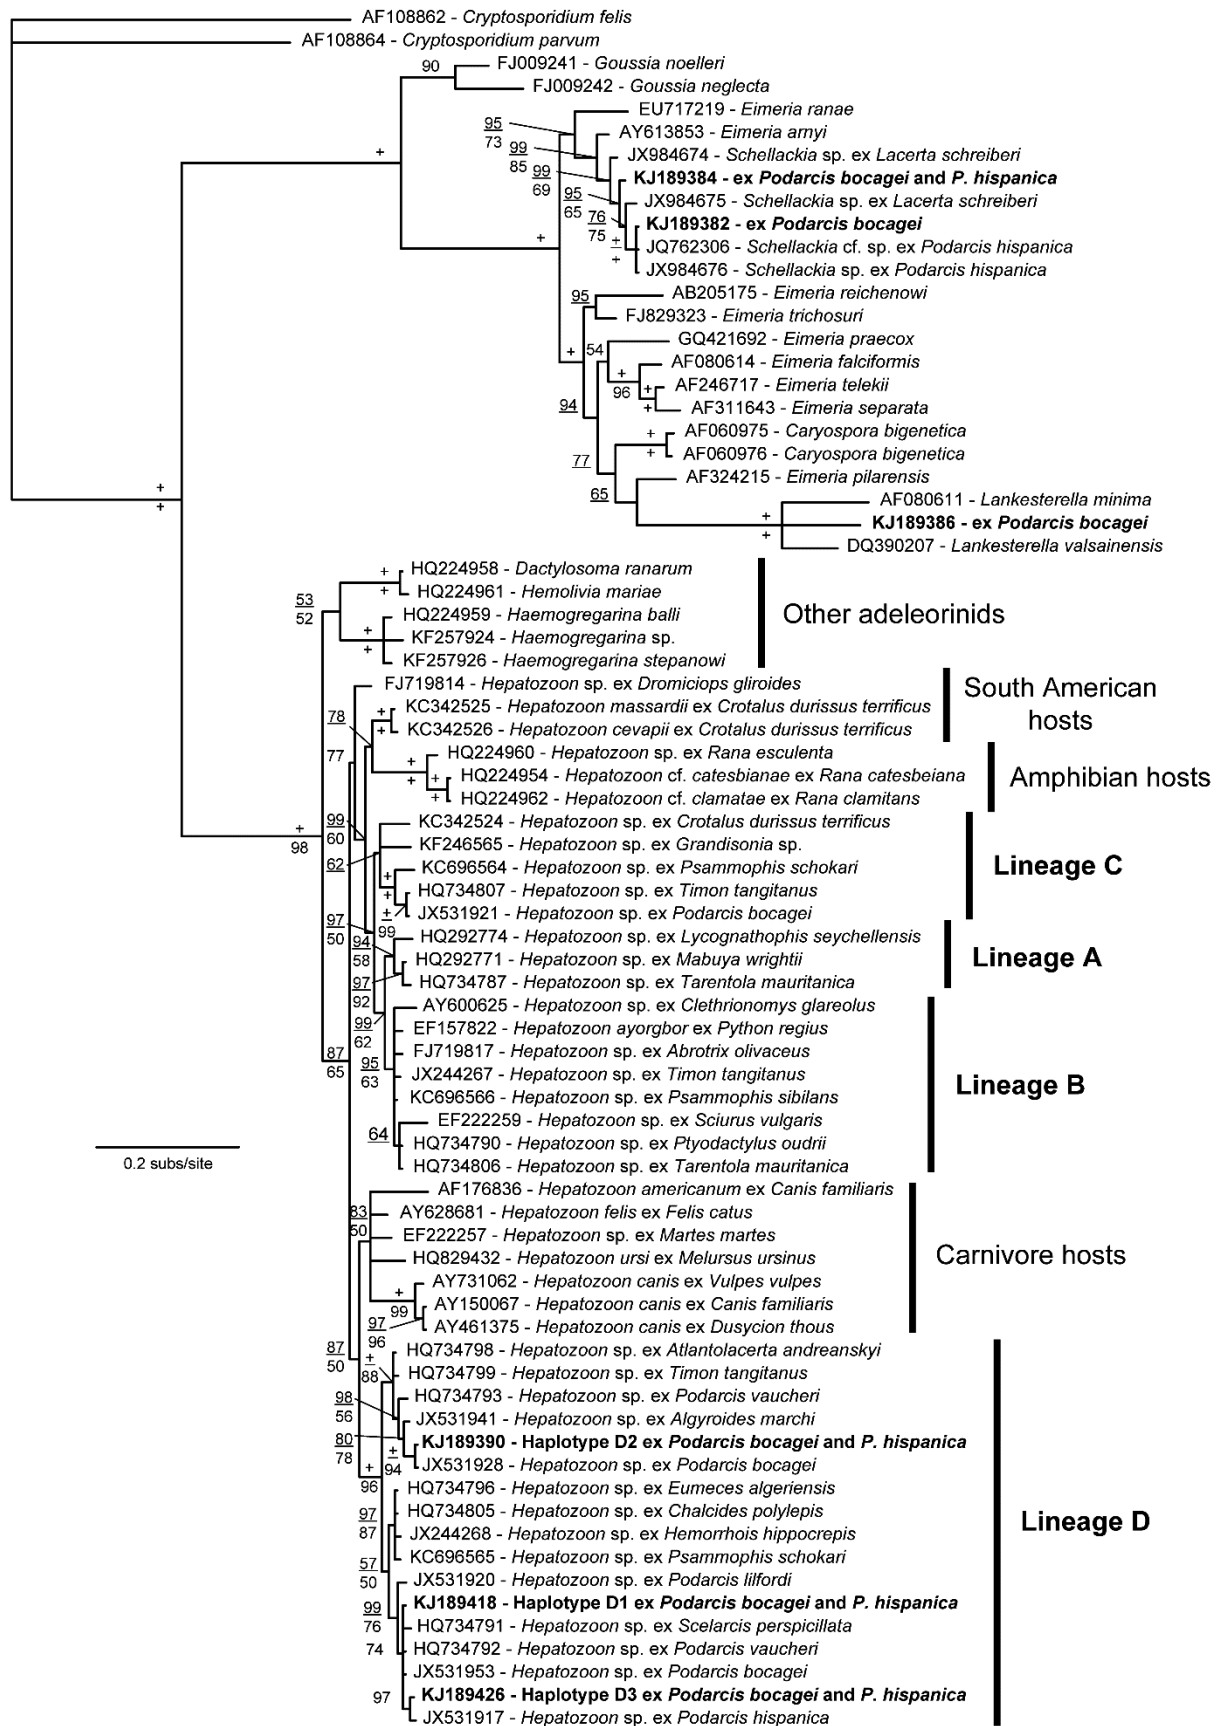 AF108862 - Cryptosporidium felis
AF108864 - Cryptosporidium parvum
FJ009241 - Goussia noelleri
90
FJ009242 - Goussia neglecta
EU717219 - Eimeria ranae
95
73
AY613853 - Eimeria arnyi
99
85
JX984674 - Schellackia sp. ex Lacerta schreiberi
+
99
69
KJ189384 - ex Podarcis bocagei and P. hispanica
95
65
JX984675 - Schellackia sp. ex Lacerta schreiberi
76
75
KJ189382 - ex Podarcis bocagei
+
+
+
JQ762306 - Schellackia cf. sp. ex Podarcis hispanica
JX984676 - Schellackia sp. ex Podarcis hispanica
95
AB205175 - Eimeria reichenowi
FJ829323 - Eimeria trichosuri
+
54
GQ421692 - Eimeria praecox
AF080614 - Eimeria falciformis
+
96
+
+
AF246717 - Eimeria telekii
94
AF311643 - Eimeria separata
+
+
AF060975 - Caryospora bigenetica
77
AF060976 - Caryospora bigenetica
AF324215 - Eimeria pilarensis
+
+
65
AF080611 - Lankesterella minima
+
+
KJ189386 - ex Podarcis bocagei
DQ390207 - Lankesterella valsainensis
+
+
HQ224958 - Dactylosoma ranarum
HQ224961 - Hemolivia mariae
53
52
Other adeleorinids
HQ224959 - Haemogregarina balli
+
+
KF257924 - Haemogregarina sp.
KF257926 - Haemogregarina stepanowi
FJ719814 - Hepatozoon sp. ex Dromiciops gliroides
South American
hosts
+
+
KC342525 - Hepatozoon massardii ex Crotalus durissus terrificus
78
KC342526 - Hepatozoon cevapii ex Crotalus durissus terrificus
77
HQ224960 - Hepatozoon sp. ex Rana esculenta
+
+
HQ224954 - Hepatozoon cf. catesbianae ex Rana catesbeiana
+
+
Amphibian hosts
HQ224962 - Hepatozoon cf. clamatae ex Rana clamitans
+
98
99
60
KC342524 - Hepatozoon sp. ex Crotalus durissus terrificus
KF246565 - Hepatozoon sp. ex Grandisonia sp.
62
KC696564 - Hepatozoon sp. ex Psammophis schokari
Lineage C
+
+
HQ734807 - Hepatozoon sp. ex Timon tangitanus
JX531921 - Hepatozoon sp. ex Podarcis bocagei
+
99
97
50
HQ292774 - Hepatozoon sp. ex Lycognathophis seychellensis
94
58
HQ292771 - Hepatozoon sp. ex Mabuya wrightii
Lineage A
97
92
HQ734787 - Hepatozoon sp. ex Tarentola mauritanica
99
62
AY600625 - Hepatozoon sp. ex Clethrionomys glareolus
EF157822 - Hepatozoon ayorgbor ex Python regius
87
65
95
63
FJ719817 - Hepatozoon sp. ex Abrotrix olivaceus
JX244267 - Hepatozoon sp. ex Timon tangitanus
Lineage B
KC696566 - Hepatozoon sp. ex Psammophis sibilans
EF222259 - Hepatozoon sp. ex Sciurus vulgaris
64
HQ734790 - Hepatozoon sp. ex Ptyodactylus oudrii
HQ734806 - Hepatozoon sp. ex Tarentola mauritanica
0.2 subs/site
AF176836 - Hepatozoon americanum ex Canis familiaris
83
50
AY628681 - Hepatozoon felis ex Felis catus
EF222257 - Hepatozoon sp. ex Martes martes
HQ829432 - Hepatozoon ursi ex Melursus ursinus
Carnivore hosts
AY731062 - Hepatozoon canis ex Vulpes vulpes
+
99
AY150067 - Hepatozoon canis ex Canis familiaris
97
96
AY461375 - Hepatozoon canis ex Dusycion thous
87
50
HQ734798 - Hepatozoon sp. ex Atlantolacerta andreanskyi
+
88
HQ734799 - Hepatozoon sp. ex Timon tangitanus
98
56
HQ734793 - Hepatozoon sp. ex Podarcis vaucheri
JX531941 - Hepatozoon sp. ex Algyroides marchi
80
78
KJ189390 - Haplotype D2 ex Podarcis bocagei and P. hispanica
+
94
JX531928 - Hepatozoon sp. ex Podarcis bocagei
+
96
HQ734796 - Hepatozoon sp. ex Eumeces algeriensis
97
87
HQ734805 - Hepatozoon sp. ex Chalcides polylepis
Lineage D
JX244268 - Hepatozoon sp. ex Hemorrhois hippocrepis
57
50
KC696565 - Hepatozoon sp. ex Psammophis schokari
JX531920 - Hepatozoon sp. ex Podarcis lilfordi
99
76
KJ189418 - Haplotype D1 ex Podarcis bocagei and P. hispanica
HQ734791 - Hepatozoon sp. ex Scelarcis perspicillata
74
HQ734792 - Hepatozoon sp. ex Podarcis vaucheri
JX531953 - Hepatozoon sp. ex Podarcis bocagei
97
KJ189426 - Haplotype D3 ex Podarcis bocagei and P. hispanica
JX531917 - Hepatozoon sp. ex Podarcis hispanica